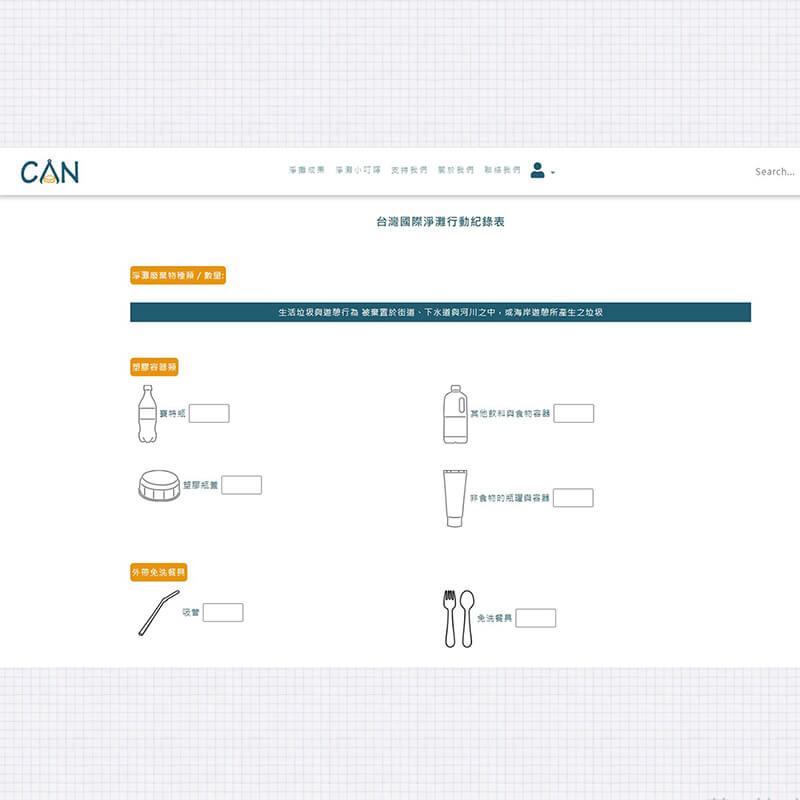 CAN
淨灘成果 淨灘小叮嚀 支持我們 關於我們 聯絡我們
Search...
台灣國際淨灘行動紀錄表
淨灘廢棄物種類 / 數量:
生活垃圾與遊憩行為 被棄置於街道、下水道與河川之中，或海岸遊憩所產生之垃圾
塑膠容器類
寶特瓶
其他飲料與食物容器
塑膠瓶蓋
非食物的瓶罐與容器
外帶免洗餐具
吸管
免洗餐具